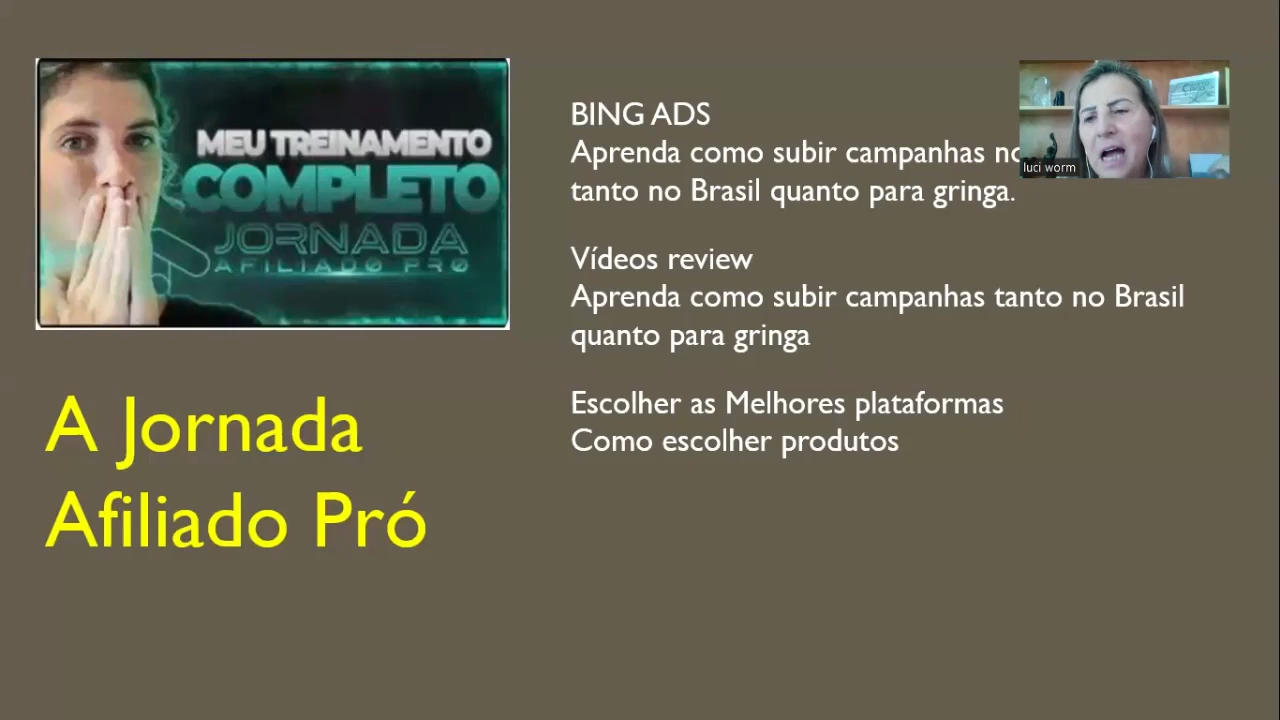 MEU TREINAMENTO
COMPLETO
JORNADA
AFILIADO PRÓ
A Jornada
Afiliado Pró
BING ADS
Aprenda como subir campanhas
tanto no Brasil quanto para gringa.
Vídeos review
Aprenda como subir campanhas tanto no Brasil
quanto para gringa
Escolher as Melhores plataformas
Como escolher produtos
luci worm